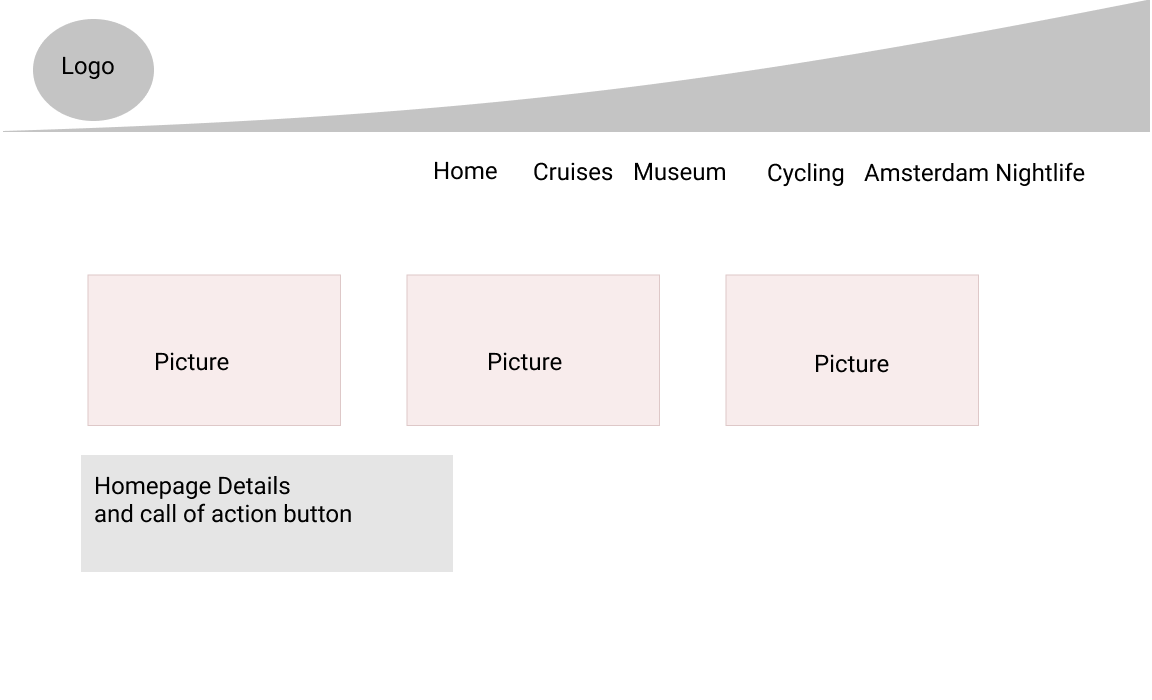 Logo
Home Cruises Museum Cycling Amsterdam Nightlife
Picture Picture Picture
Homepage Details
and call of action button